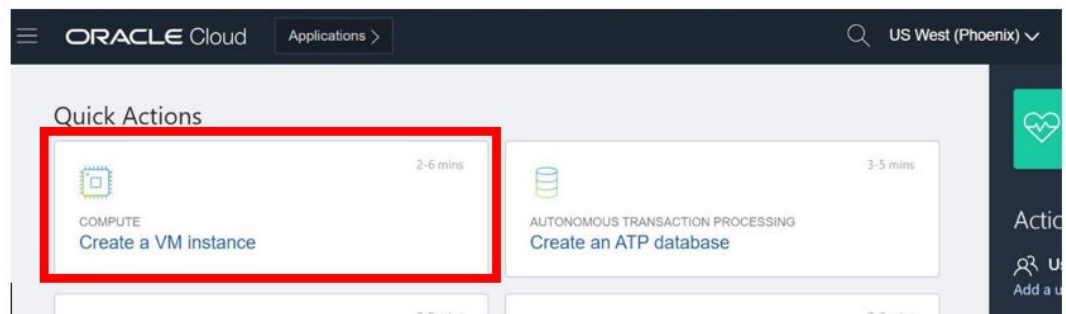 ORACLE Cloud
Applications >
US West (Phoenix)
Quick Actions
2-6 mins
COMPUTE
Create a VM instance
3-5 mins
AUTONOMOUS TRANSACTION PROCESSING
Create an ATP database
Actio
Us
Add a u